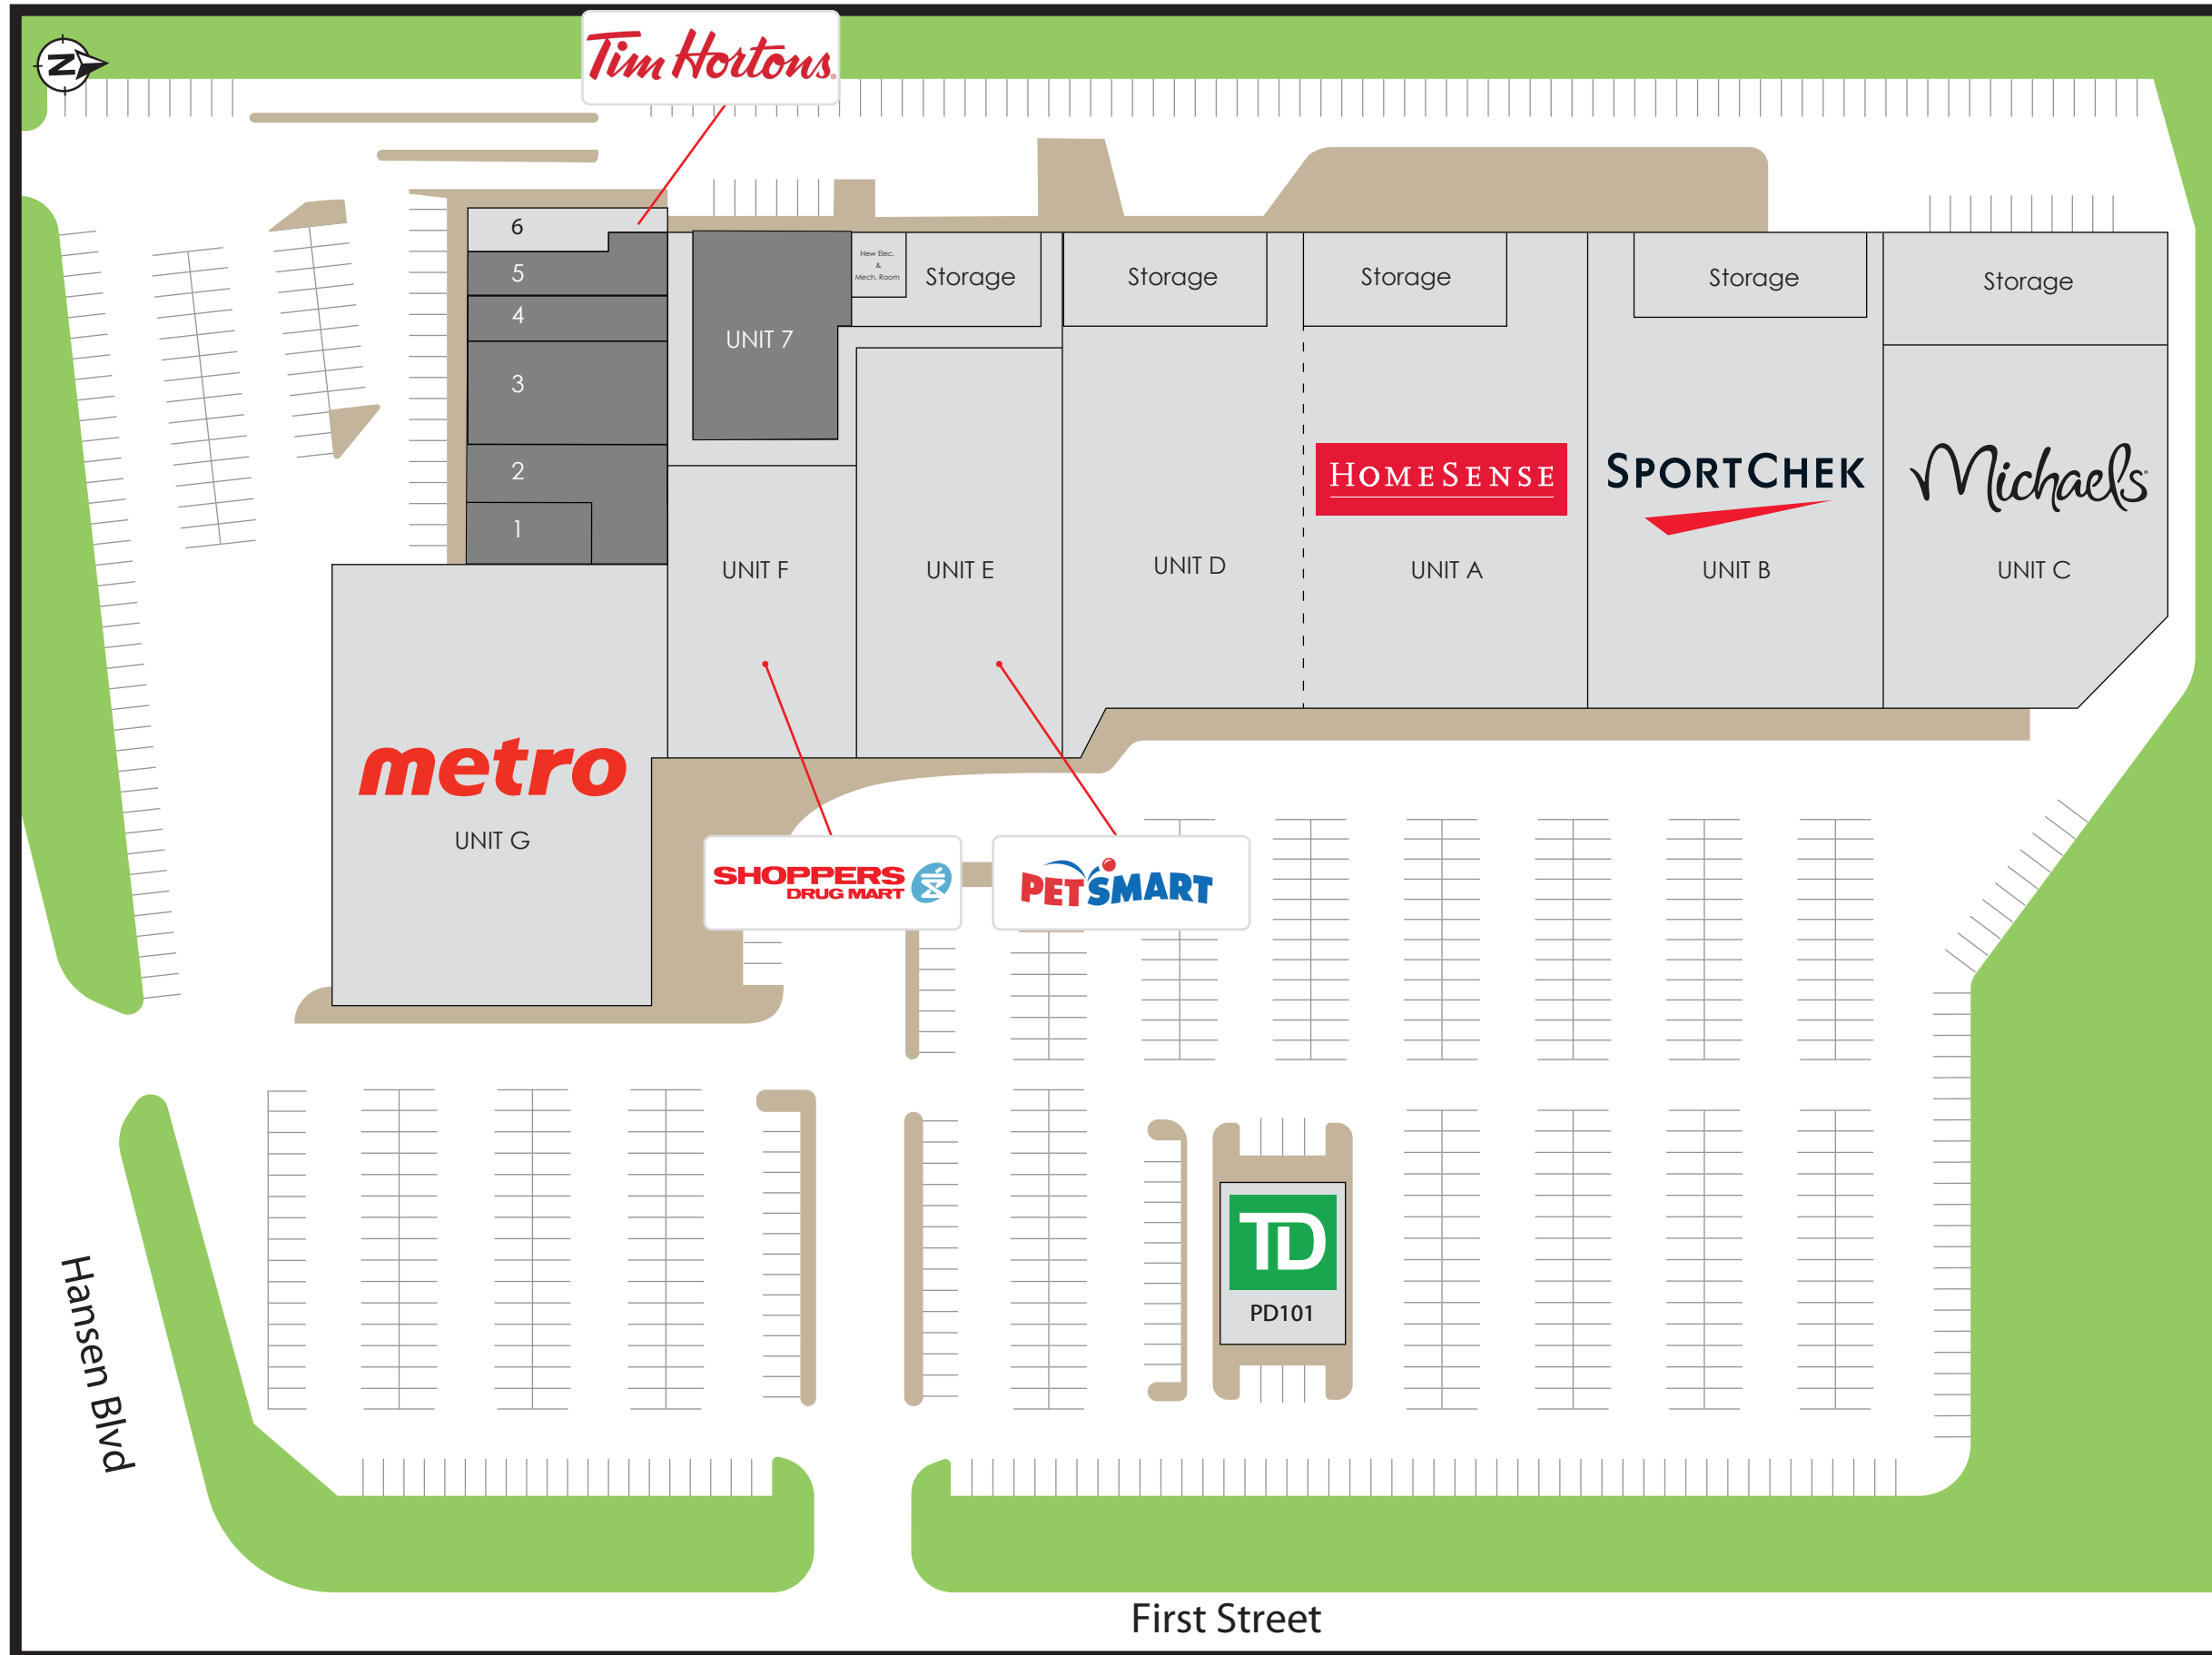 N
Tim Hortons®
6
5
4
3
2
1
UNIT 7
New Elec.
&
Mech. Room
Storage
Storage
Storage
Storage
Storage
HOMESENSE
SPORTCHEK
Michaels®
UNIT F
UNIT E
UNIT D
UNIT A
UNIT B
UNIT C
metro
UNIT G
SHOPPERS
DRUG MART
PETSMART
TD
PD101
Hansen Blvd
First Street